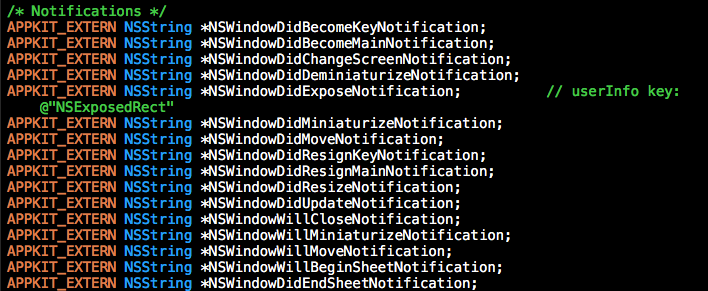 /* Notifications */
APPKIT_EXTERN NSString *NSWindowDidBecomeKeyNotification;
APPKIT_EXTERN NSString *NSWindowDidBecomeMainNotification;
APPKIT_EXTERN NSString *NSWindowDidChangeScreenNotification;
APPKIT_EXTERN NSString *NSWindowDidDeminiaturizeNotification;
APPKIT_EXTERN NSString *NSWindowDidExposeNotification; // userInfo key:
@"NSExposedRect"
APPKIT_EXTERN NSString *NSWindowDidMiniaturizeNotification;
APPKIT_EXTERN NSString *NSWindowDidMoveNotification;
APPKIT_EXTERN NSString *NSWindowDidResignKeyNotification;
APPKIT_EXTERN NSString *NSWindowDidResignMainNotification;
APPKIT_EXTERN NSString *NSWindowDidResizeNotification;
APPKIT_EXTERN NSString *NSWindowDidUpdateNotification;
APPKIT_EXTERN NSString *NSWindowWillCloseNotification;
APPKIT_EXTERN NSString *NSWindowWillMiniaturizeNotification;
APPKIT_EXTERN NSString *NSWindowWillMoveNotification;
APPKIT_EXTERN NSString *NSWindowWillBeginSheetNotification;
APPKIT_EXTERN NSString *NSWindowDidEndSheetNotification;